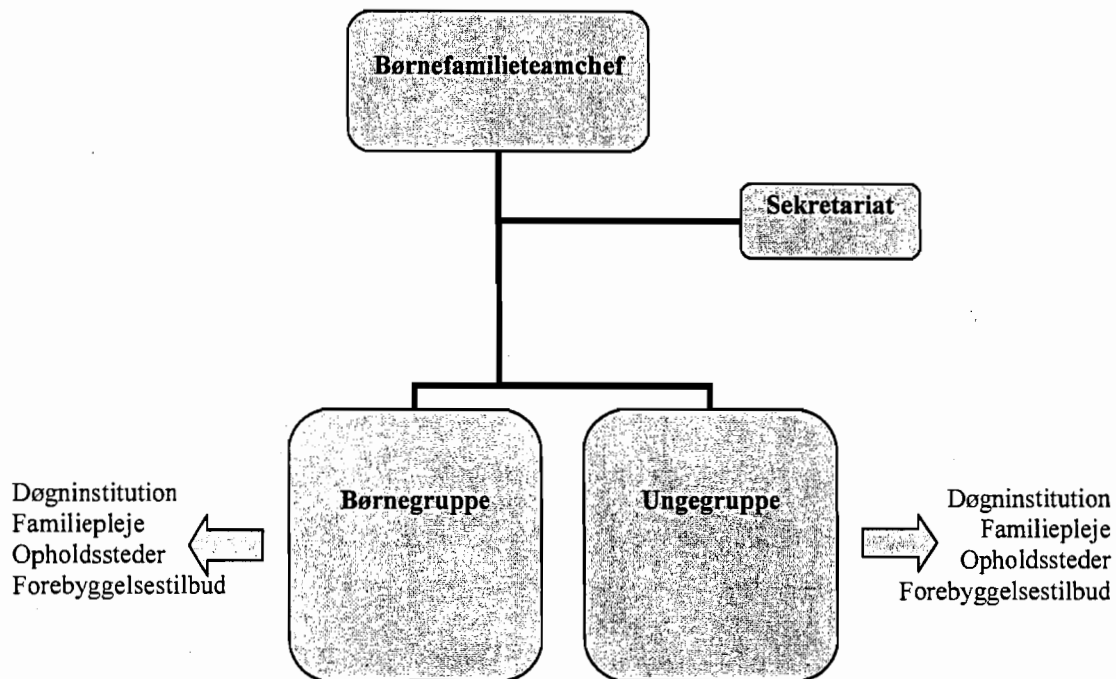 Børnefamilieteamchef
Sekretariat
Børnegruppe
Ungegruppe
Døgninstitution
Familiepleje
Opholdssteder
Forebyggelsestilbud
Døgninstitution
Familiepleje
Opholdssteder
Forebyggelsestilbud